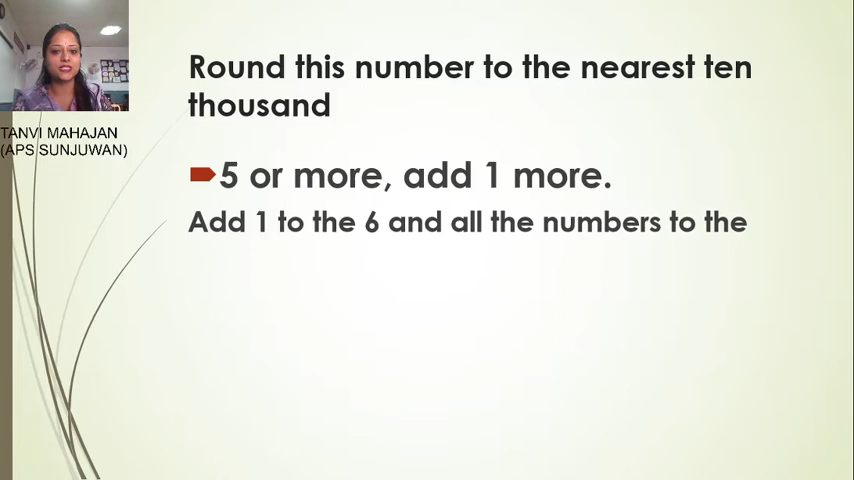 Round this number to the nearest ten
thousand
TANVI MAHAJAN
(APS SUNJUWAN)
5 or more, add 1 more.
Add 1 to the 6 and all the numbers to the